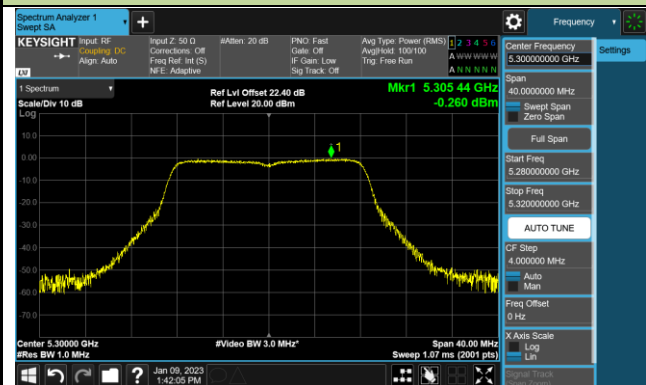 Spectrum Analyzer 1
Swept SA
Frequency
KEYSIGHT
Input: RF
Coupling: DC
Align: Auto
Input Z: 50 Ω
Corrections: Off
Freq Ref: Int (S)
NFE: Adaptive
#Atten: 20 dB
PNO: Fast
Gate: Off
IF Gain: Low
Sig Track: Off
Avg Type: Power (RMS)
Avg|Hold: 100/100
Trig: Free Run
1 2 3 4 5 6
A W W W W W
A N N N N N
LXI
1 Spectrum
Scale/Div 10 dB
Log
Ref Lvl Offset 22.40 dB
Ref Level 20.00 dBm
Mkr1 5.305 44 GHz
-0.260 dBm
10.0
0.00
-10.0
-20.0
-30.0
-40.0
-50.0
-60.0
-70.0
1
Center 5.30000 GHz
#Res BW 1.0 MHz
#Video BW 3.0 MHz*
Span 40.00 MHz
Sweep 1.07 ms (2001 pts)
Center Frequency
5.300000000 GHz
Settings
Span
40.0000000 MHz
Swept Span
Zero Span
Full Span
Start Freq
5.280000000 GHz
Stop Freq
5.320000000 GHz
AUTO TUNE
CF Step
4.000000 MHz
Auto
Man
Freq Offset
0 Hz
X Axis Scale
Log
Lin
Signal Track
(Span Zoom)
Jan 09, 2023
1:42:05 PM